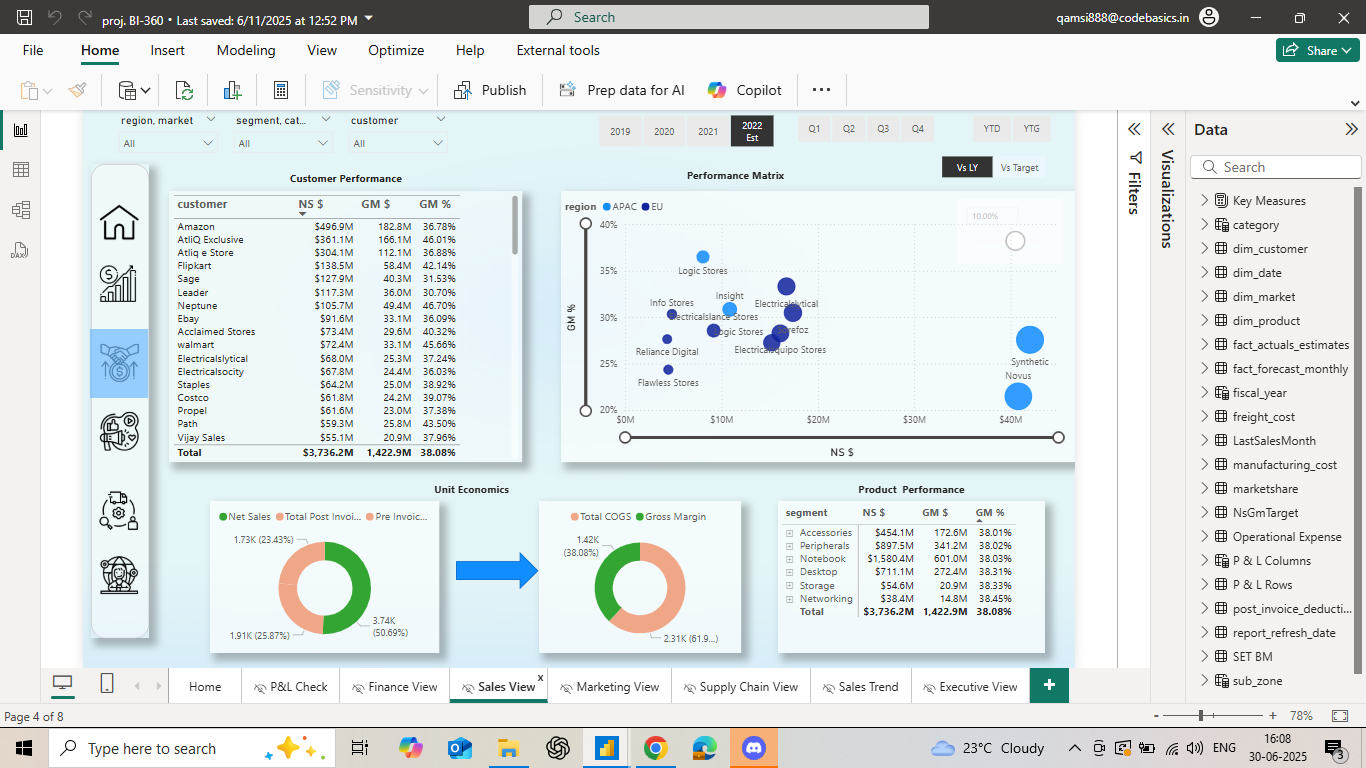 proj. BI-360 • Last saved: 6/11/2025 at 12:52 PM
Search
qamsi888@codebasics.in
File Home Insert Modeling View Optimize Help External tools
Share
Sensitivity
Publish
Prep data for AI
Copilot
region, market
segment, cat...
customer
All
All
All
2019
2020
2021
2022
Est
Q1
Q2
Q3
Q4
YTD
YTG
Vs LY
Vs Target
Customer Performance
customer NS $ GM $ GM %
Amazon $496.9M 182.8M 36.78%
AtliQ Exclusive $361.1M 166.1M 46.01%
Atliq e Store $304.1M 112.1M 36.88%
Flipkart $138.5M 58.4M 42.14%
Sage $127.9M 40.3M 31.53%
Leader $117.3M 36.0M 30.70%
Neptune $105.7M 49.4M 46.70%
Ebay $91.6M 33.1M 36.09%
Acclaimed Stores $73.4M 29.6M 40.32%
walmart $72.4M 33.1M 45.66%
Electricalslytical $68.0M 25.3M 37.24%
Electricalsocity $67.8M 24.4M 36.03%
Staples $64.2M 25.0M 38.92%
Costco $61.8M 24.2M 39.07%
Propel $61.6M 23.0M 37.38%
Path $59.3M 25.8M 43.50%
Vijay Sales $55.1M 20.9M 37.96%
Total $3,736.2M 1,422.9M 38.08%
Performance Matrix
region APAC EU
10.00%
40%
35%
30%
25%
20%
GM %
Logic Stores
Insight
Info Stores
Electricalslytical
Electricalslance Stores
Logic Stores
Reliance Digital
Electricalsquipo Stores
Flawless Stores
Synthetic
Novus
$0M $10M $20M $30M $40M
NS $
Unit Economics
Net Sales Total Post Invoi... Pre Invoic...
1.73K (23.43%)
3.74K
(50.69%)
1.91K (25.87%)
Total COGS Gross Margin
1.42K
(38.08%)
2.31K (61.9...)
Product Performance
segment NS $ GM $ GM %
Accessories $454.1M 172.6M 38.01%
Peripherals $897.5M 341.2M 38.02%
Notebook $1,580.4M 601.0M 38.03%
Desktop $711.1M 272.4M 38.31%
Storage $54.6M 20.9M 38.33%
Networking $38.4M 14.8M 38.45%
Total $3,736.2M 1,422.9M 38.08%
Filters
Visualizations
Data
Search
Key Measures
category
dim_customer
dim_date
dim_market
dim_product
fact_actuals_estimates
fact_forecast_monthly
fiscal_year
freight_cost
LastSalesMonth
manufacturing_cost
marketshare
NsGmTarget
Operational Expense
P & L Columns
P & L Rows
post_invoice_deducti...
report_refresh_date
SET BM
sub_zone
Home
P&L Check
Finance View
Sales View
x
Marketing View
Supply Chain View
Sales Trend
Executive View
+
Page 4 of 8
- + 78%
Type here to search
23°C Cloudy
ENG
16:08
30-06-2025
3